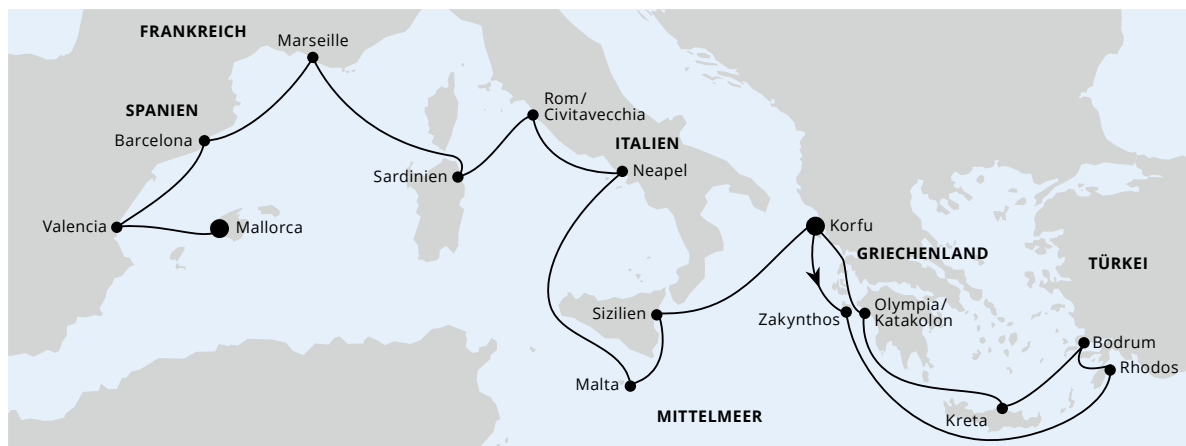 FRANKREICH
Marseille
SPANIEN
Barcelona
Rom/
Civitavecchia
ITALIEN
Sardinien
Neapel
Valencia
Mallorca
Korfu
GRIECHENLAND
TÜRKEI
Sizilien
Zakynthos
Olympia/
Katakolon
Bodrum
Rhodos
Malta
Kreta
MITTELMEER